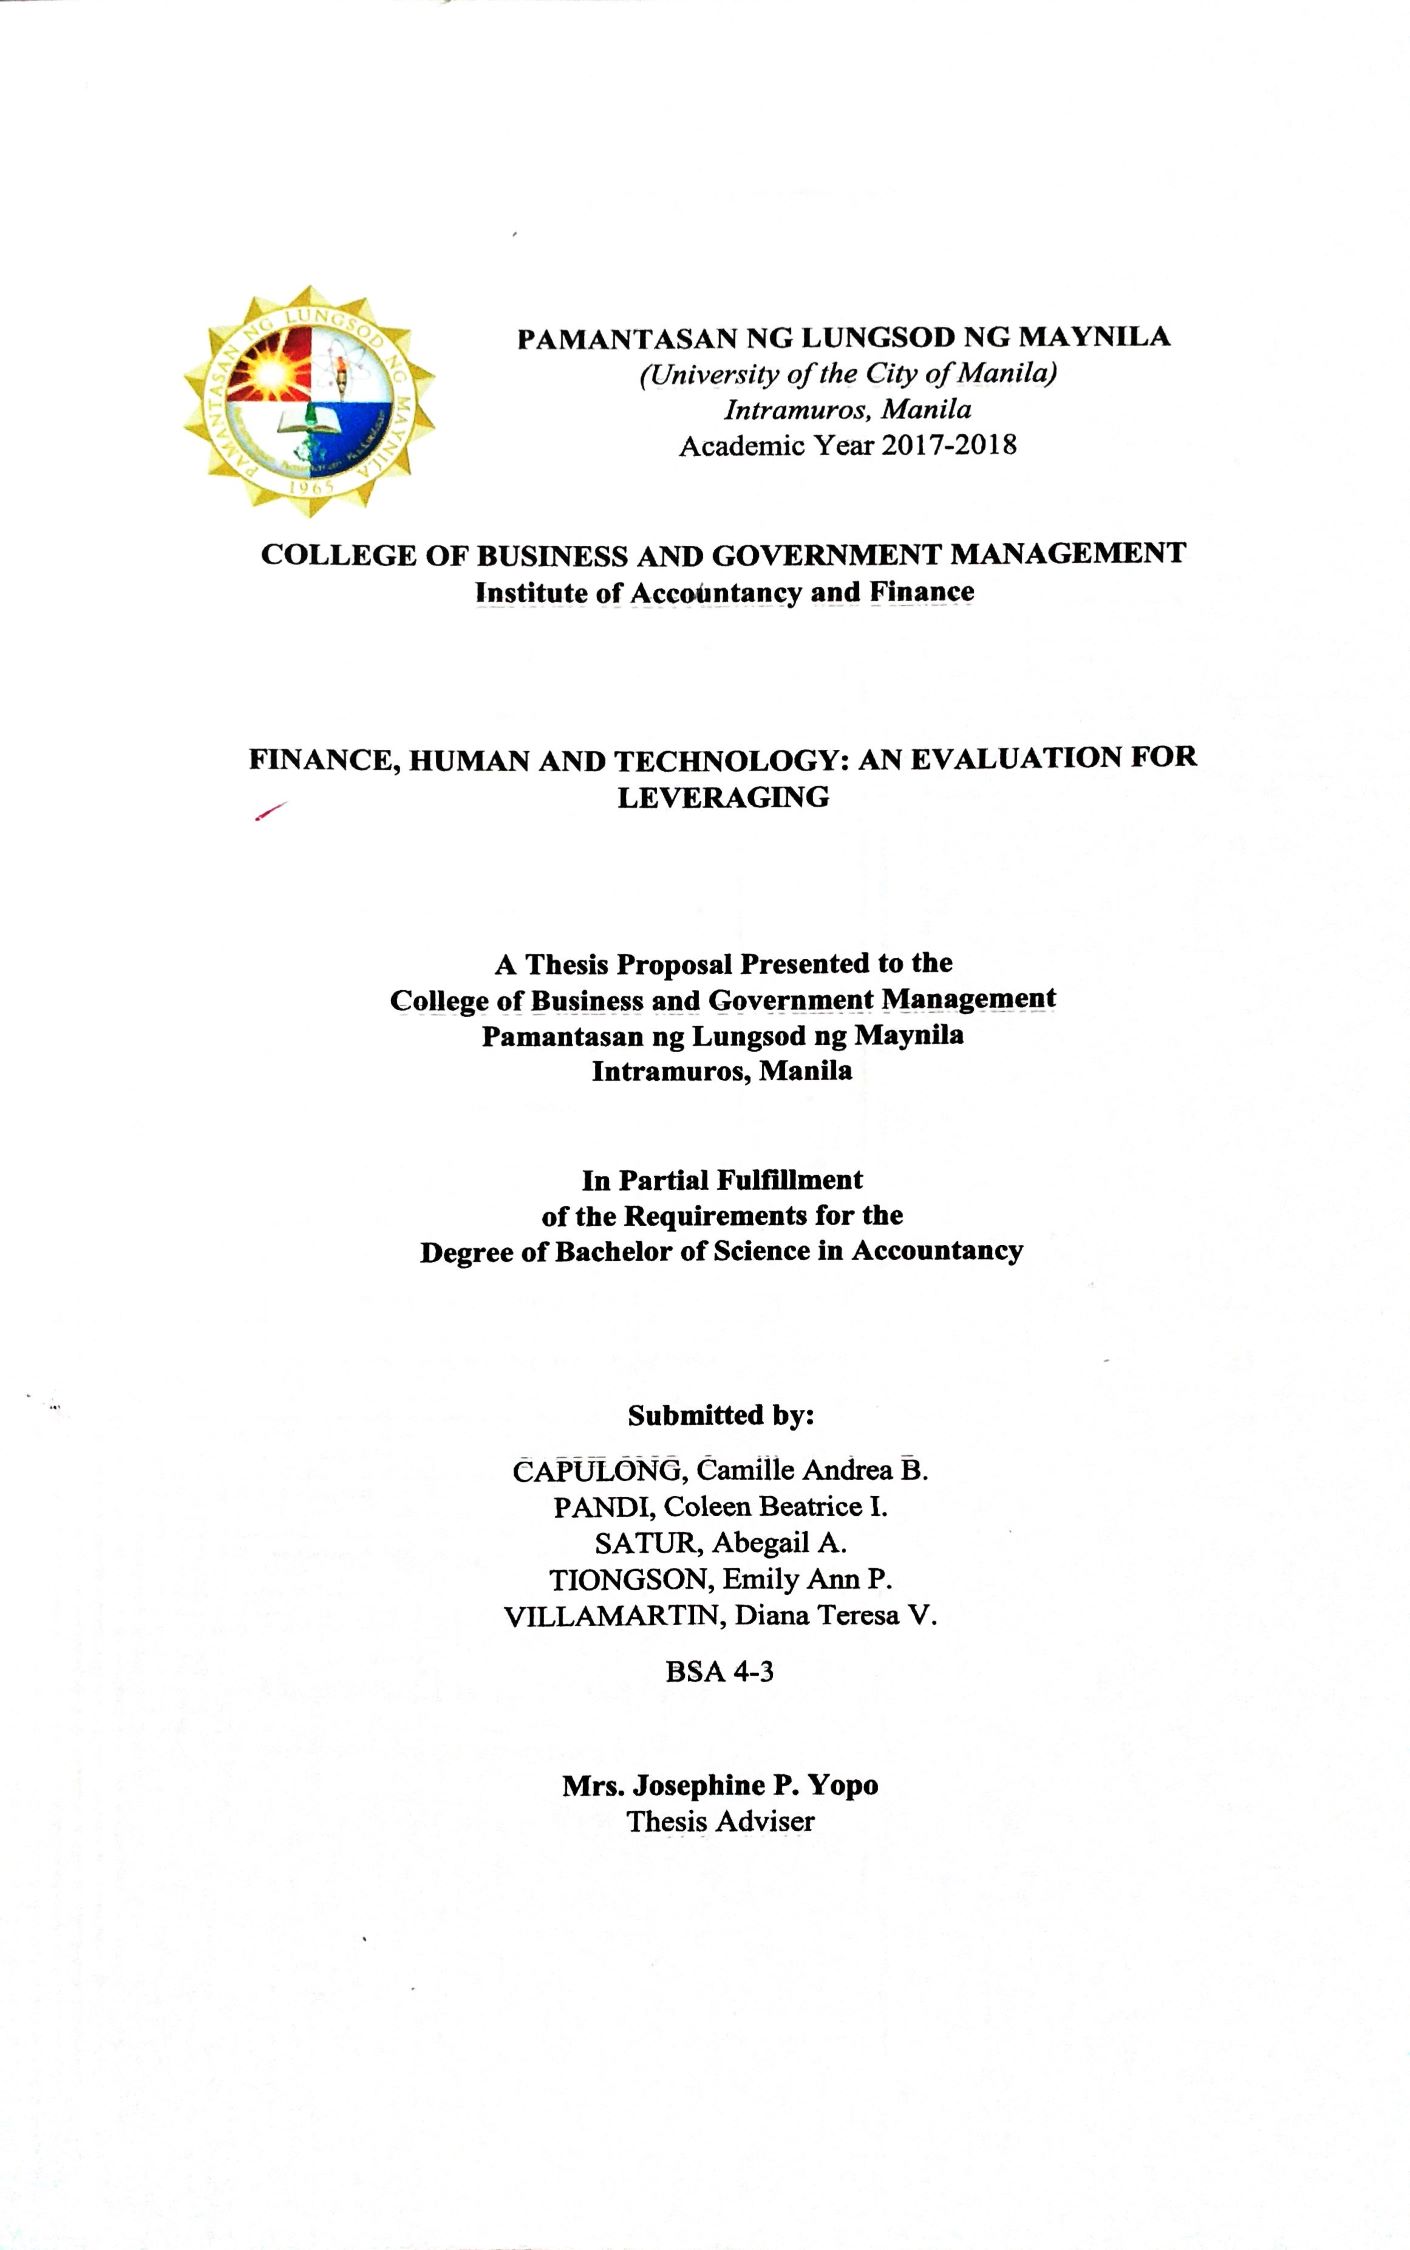 PAMANTASAN NG LUNGSOD NG MAYNILA
1965
PAMANTASAN NG LUNGSOD NG MAYNILA
(University of the City of Manila)
Intramuros, Manila
Academic Year 2017-2018
COLLEGE OF BUSINESS AND GOVERNMENT MANAGEMENT
Institute of Accountancy and Finance
FINANCE, HUMAN AND TECHNOLOGY: AN EVALUATION FOR
LEVERAGING
A Thesis Proposal Presented to the
College of Business and Government Management
Pamantasan ng Lungsod ng Maynila
Intramuros, Manila
In Partial Fulfillment
of the Requirements for the
Degree of Bachelor of Science in Accountancy
Submitted by:
CAPULONG, Camille Andrea B.
PANDI, Coleen Beatrice I.
SATUR, Abegail A.
TIONGSON, Emily Ann P.
VILLAMARTIN, Diana Teresa V.
BSA 4-3
Mrs. Josephine P. Yopo
Thesis Adviser